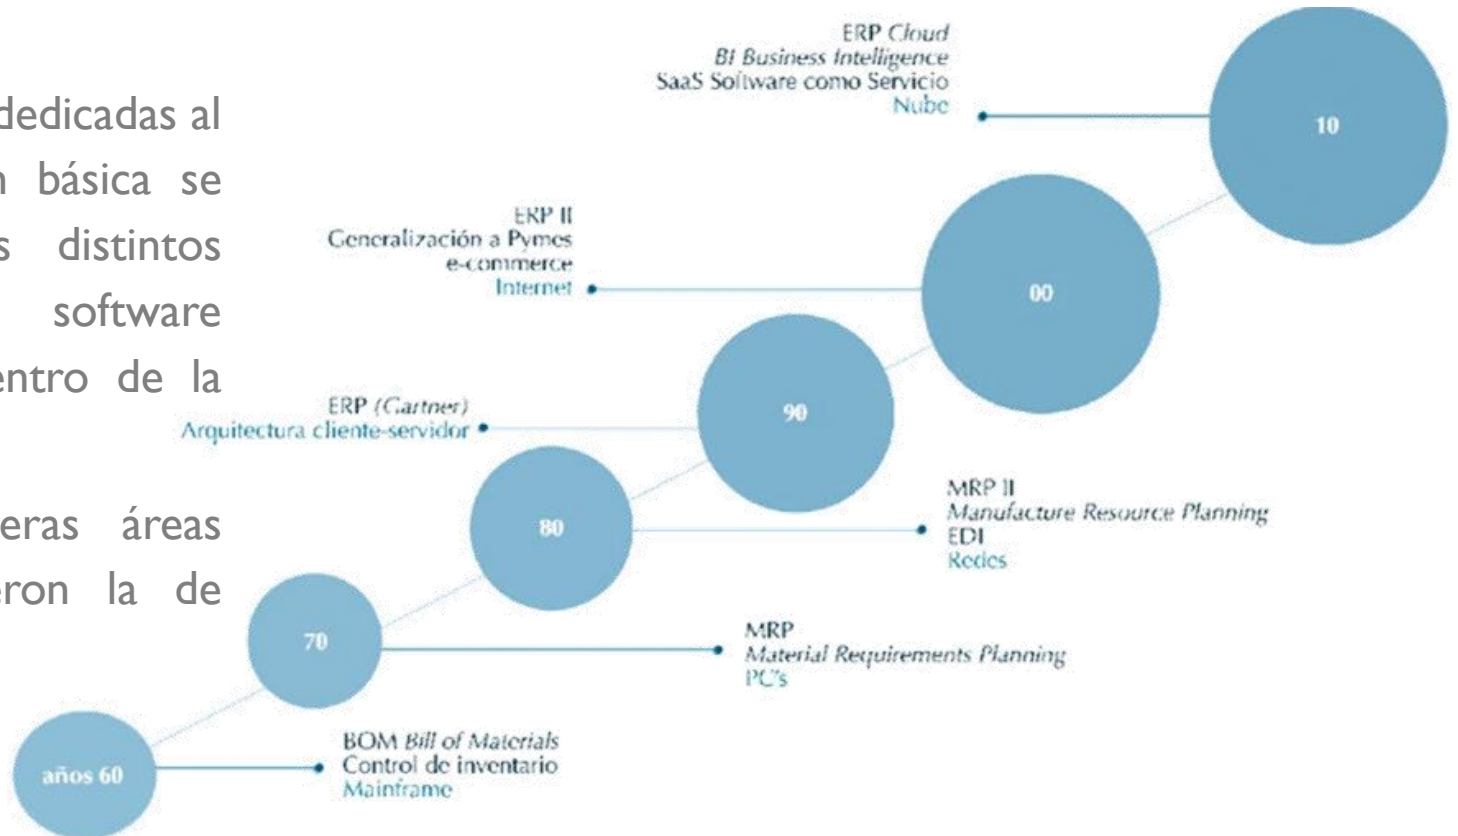 dedicadas al
básica se
distintos
software
de la
áreas
la de
ERP Cloud
BI Business Intelligence
SaaS Software como Servicio
Nube
10
ERP II
Generalización a Pymes
e-commerce
Internet
00
ERP (Gartner)
Arquitectura cliente-servidor
90
80
MRP II
Manufacture Resource Planning
EDI
Redes
70
MRP
Material Requirements Planning
PC's
años 60
BOM Bill of Materials
Control de inventario
Mainframe